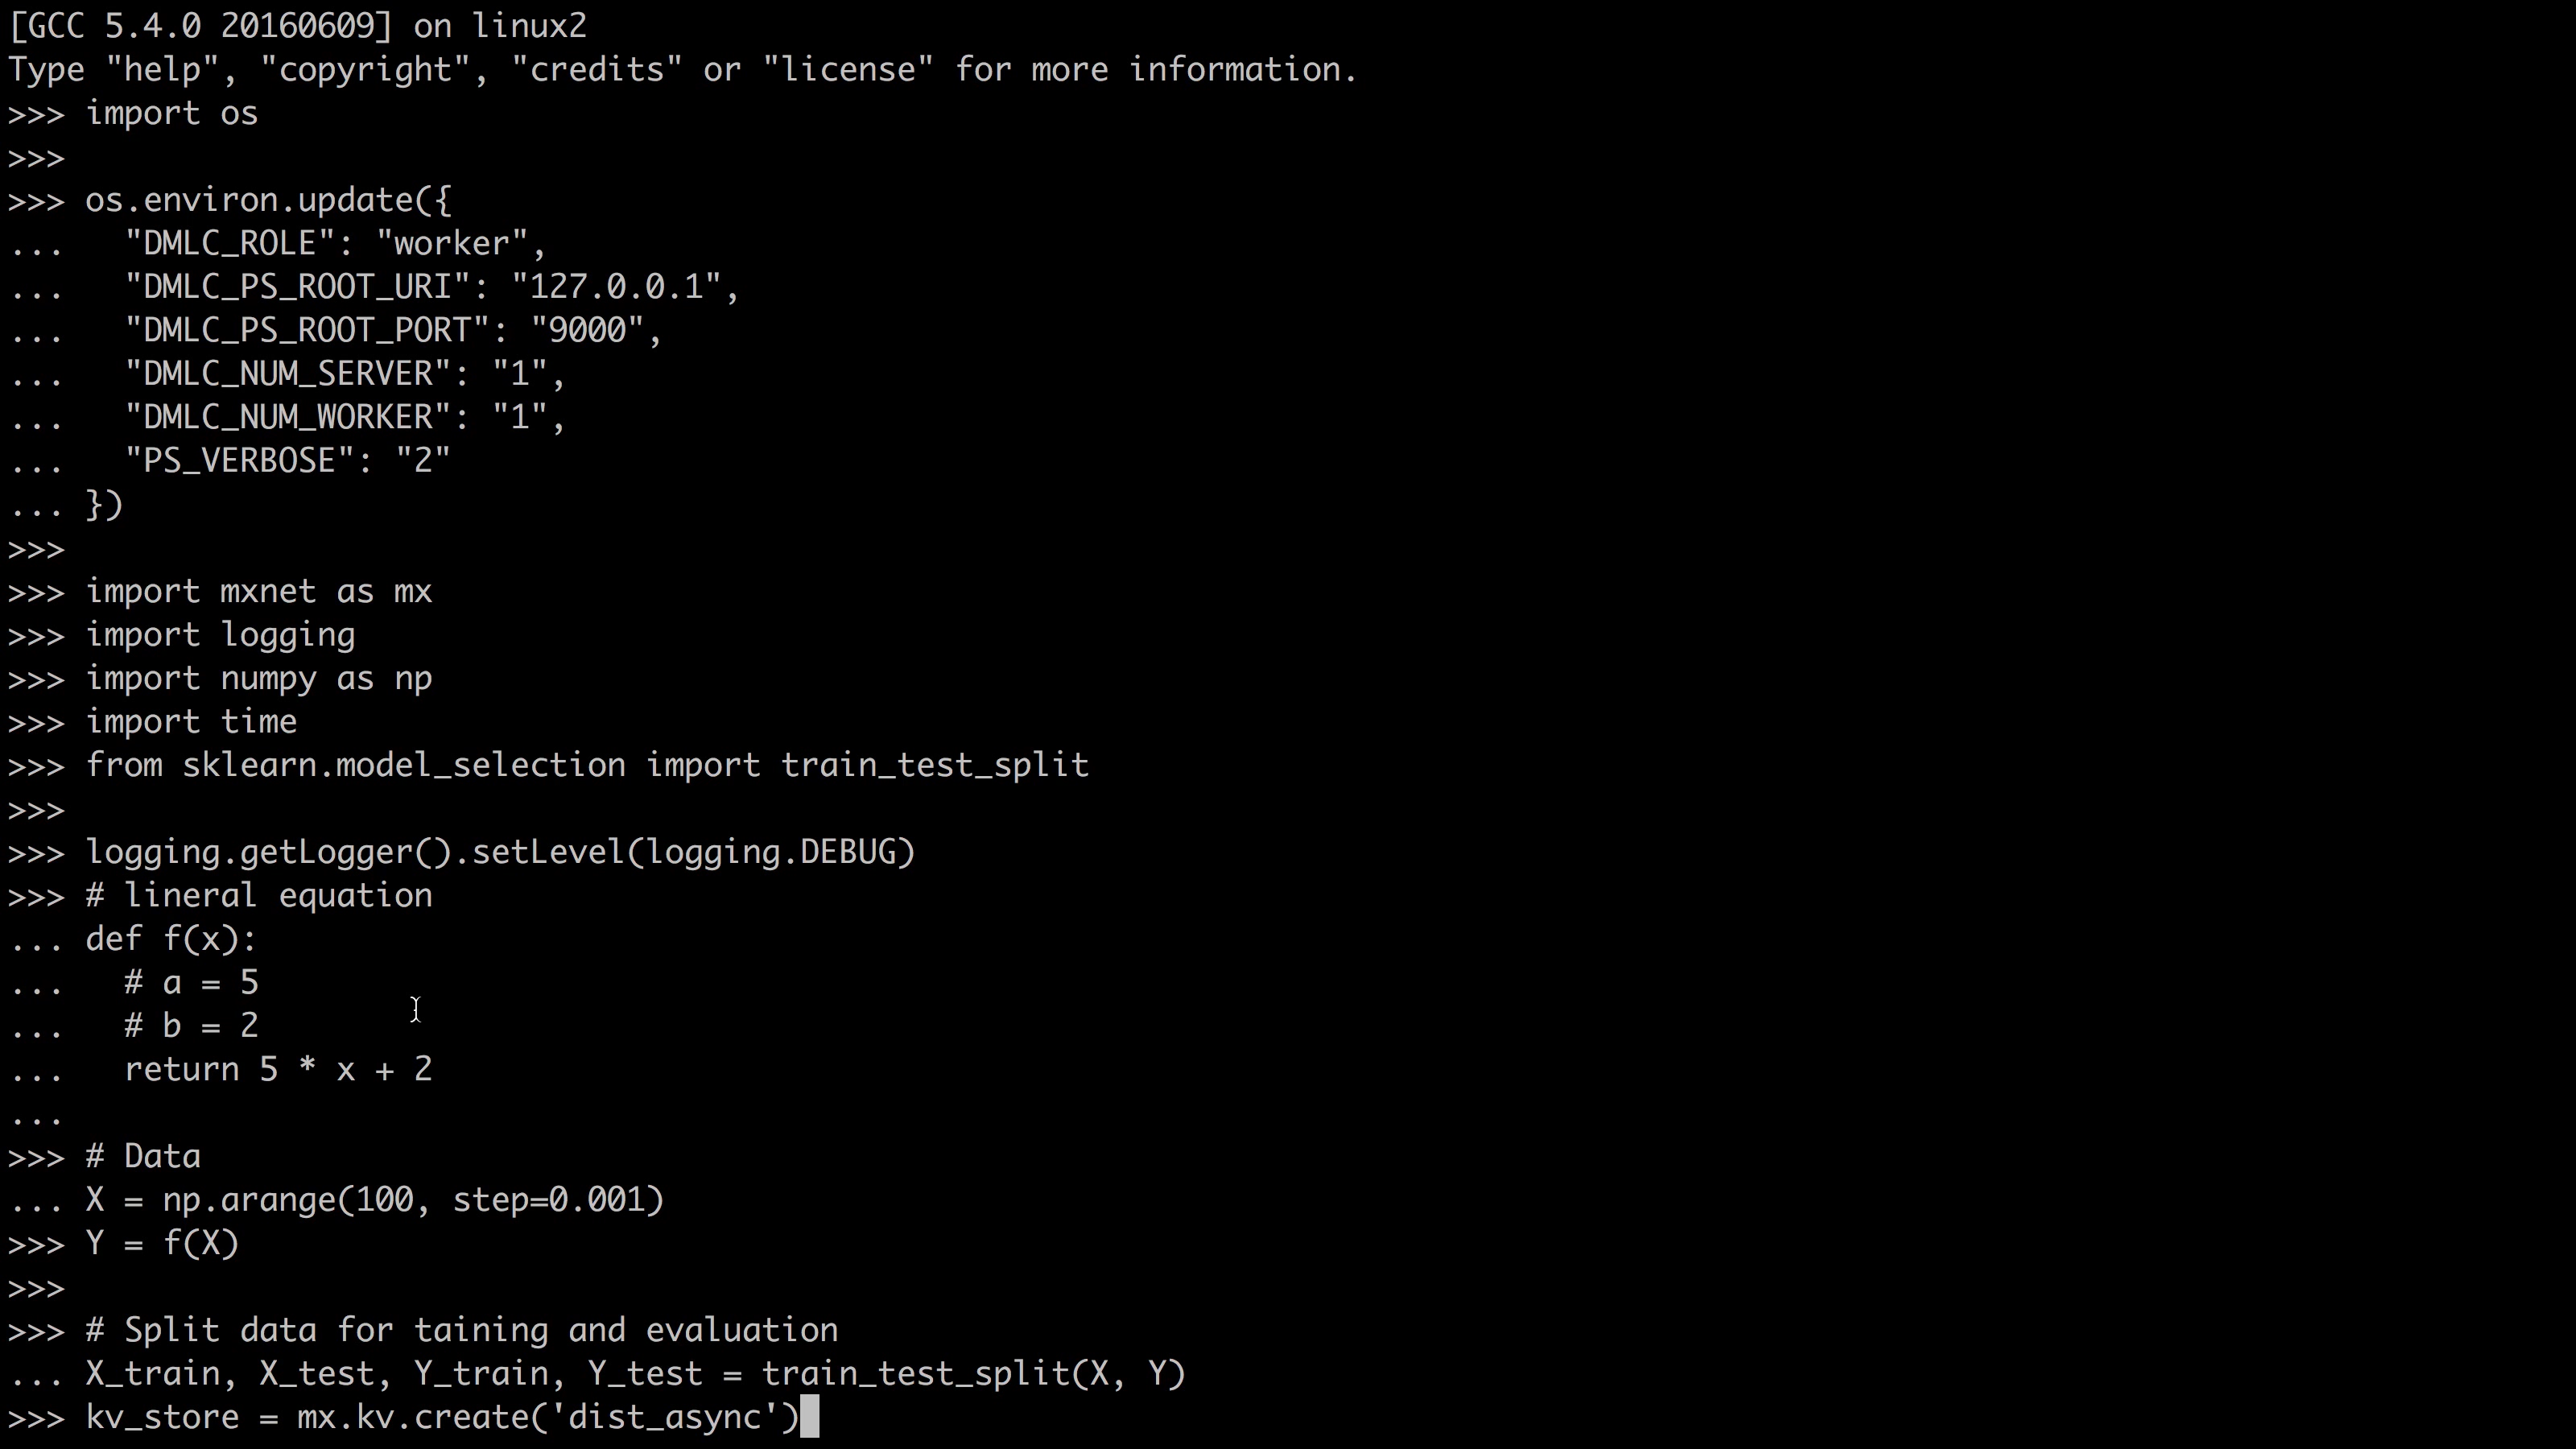 [GCC 5.4.0 20160609] on linux2
Type "help", "copyright", "credits" or "license" for more information.
>>> import os
>>>
>>> os.environ.update({
...   "DMLC_ROLE": "worker",
...   "DMLC_PS_ROOT_URI": "127.0.0.1",
...   "DMLC_PS_ROOT_PORT": "9000",
...   "DMLC_NUM_SERVER": "1",
...   "DMLC_NUM_WORKER": "1",
...   "PS_VERBOSE": "2"
... })
>>>
>>> import mxnet as mx
>>> import logging
>>> import numpy as np
>>> import time
>>> from sklearn.model_selection import train_test_split
>>>
>>> logging.getLogger().setLevel(logging.DEBUG)
>>> # lineral equation
... def f(x):
...   # a = 5
...   # b = 2
...   return 5 * x + 2
...
>>> # Data
... X = np.arange(100, step=0.001)
>>> Y = f(X)
>>>
>>> # Split data for taining and evaluation
... X_train, X_test, Y_train, Y_test = train_test_split(X, Y)
>>> kv_store = mx.kv.create('dist_async')